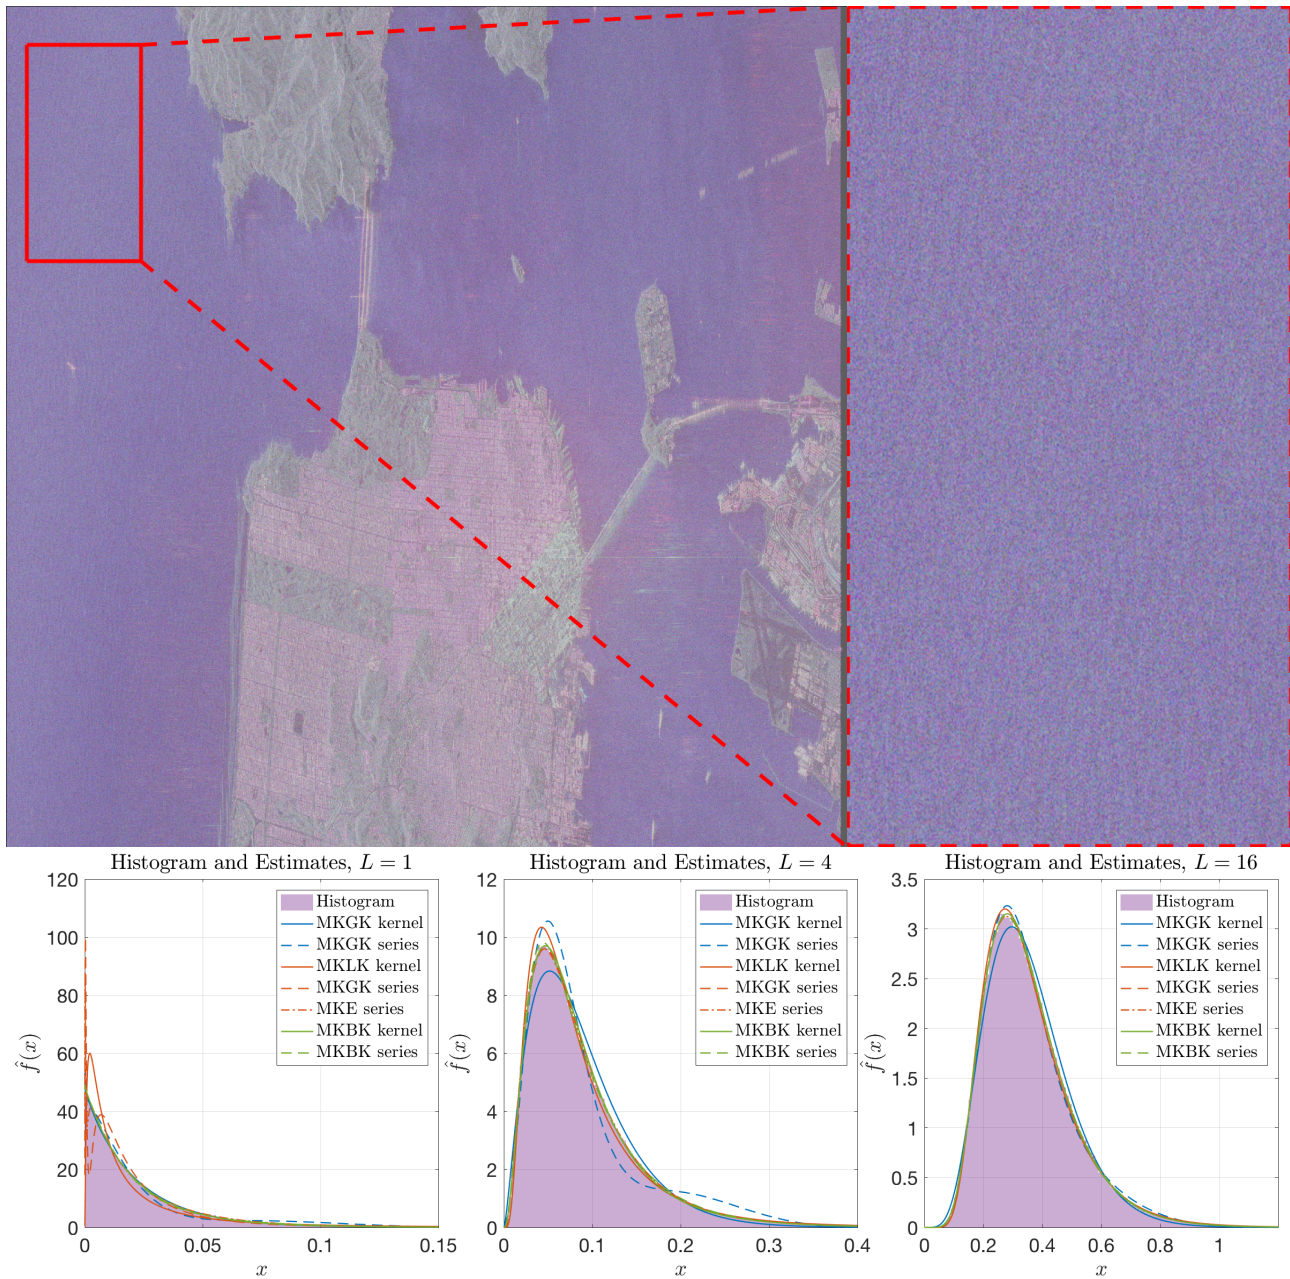 Histogram and Estimates, L = 1
120
100
80
60
40
20
0
0
0.05
0.1
0.15
f̂(x)
x
Histogram
MKGK kernel
MKGK series
MKLK kernel
MKGK series
MKE series
MKBK kernel
MKBK series
Histogram and Estimates, L = 4
12
10
8
6
4
2
0
0
0.1
0.2
0.3
0.4
f̂(x)
x
Histogram
MKGK kernel
MKGK series
MKLK kernel
MKGK series
MKE series
MKBK kernel
MKBK series
Histogram and Estimates, L = 16
3.5
3
2.5
2
1.5
1
0.5
0
0
0.2
0.4
0.6
0.8
1
f̂(x)
x
Histogram
MKGK kernel
MKGK series
MKLK kernel
MKGK series
MKE series
MKBK kernel
MKBK series